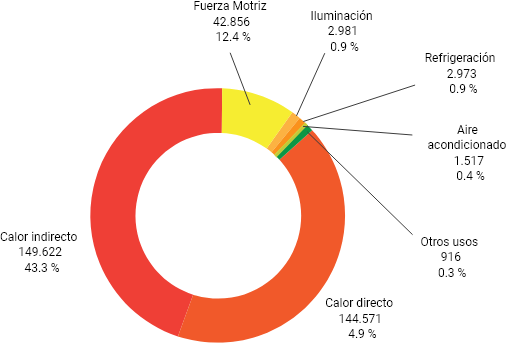 Fuerza Motriz
42.856
12.4 %
Iluminación
2.981
0.9 %
Refrigeración
2.973
0.9 %
Aire
acondicionado
1.517
0.4 %
Otros usos
916
0.3 %
Calor directo
144.571
4.9 %
Calor indirecto
149.622
43.3 %